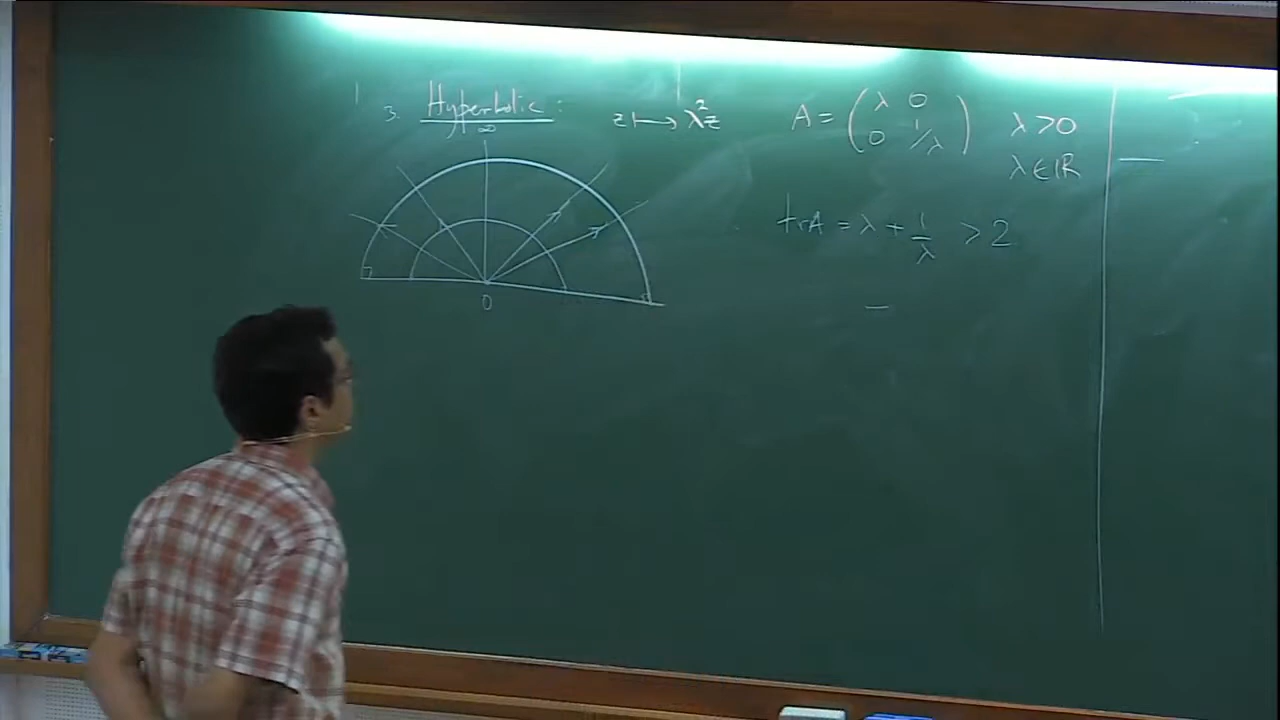 3. Hyperbolic : z ⟼ λ²z A = ( λ 0 ; 0 1/λ ) λ > 0
λ ∈ ℝ
∞
tr A = λ + 1/λ > 2
0